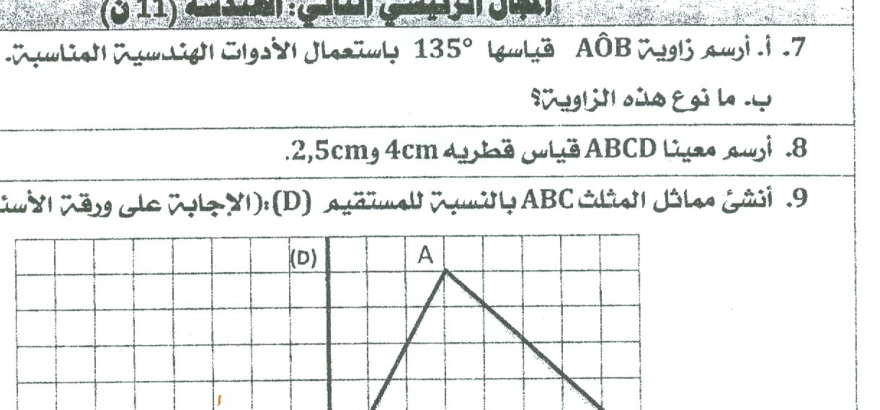 المجال الرئيسي الثاني: الهندسة (11 ن)
7. أ. أرسم زاوية AÔB قياسها 135° باستعمال الأدوات الهندسية المناسبة.
ب. ما نوع هذه الزاوية؟
8. أرسم معينا ABCD قياس قطريه 4cm و2,5cm.
9. أنشئ مماثل المثلث ABC بالنسبة للمستقيم (D):(الإجابة على ورقة
(D) A